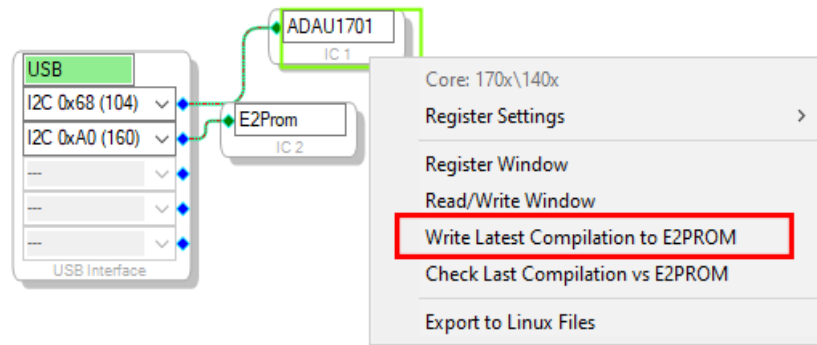 ADAU1701
IC 1
USB
I2C 0x68 (104)
I2C 0xA0 (160)
---
---
---
USB Interface
E2Prom
IC 2
Core: 170x\140x
Register Settings
Register Window
Read/Write Window
Write Latest Compilation to E2PROM
Check Last Compilation vs E2PROM
Export to Linux Files